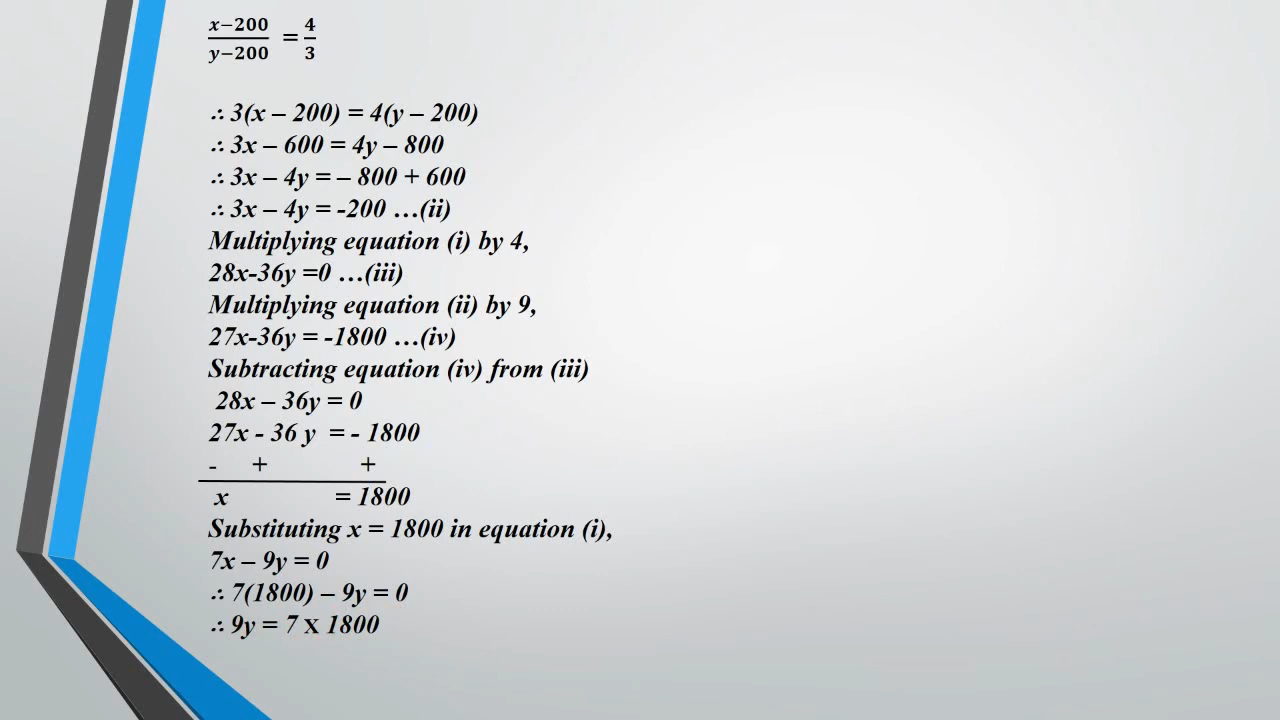 x−200 / y−200 = 4/3
∴ 3(x – 200) = 4(y – 200)
∴ 3x – 600 = 4y – 800
∴ 3x – 4y = – 800 + 600
∴ 3x – 4y = -200 …(ii)
Multiplying equation (i) by 4,
28x-36y =0 …(iii)
Multiplying equation (ii) by 9,
27x-36y = -1800 …(iv)
Subtracting equation (iv) from (iii)
28x – 36y = 0
27x - 36 y = - 1800
- + +
x = 1800
Substituting x = 1800 in equation (i),
7x – 9y = 0
∴ 7(1800) – 9y = 0
∴ 9y = 7 x 1800